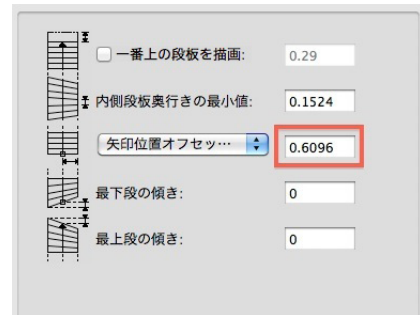 一番上の段板を描画: 0.29
内側段板奥行きの最小値: 0.1524
矢印位置オフセッ… 0.6096
最下段の傾き: 0
最上段の傾き: 0